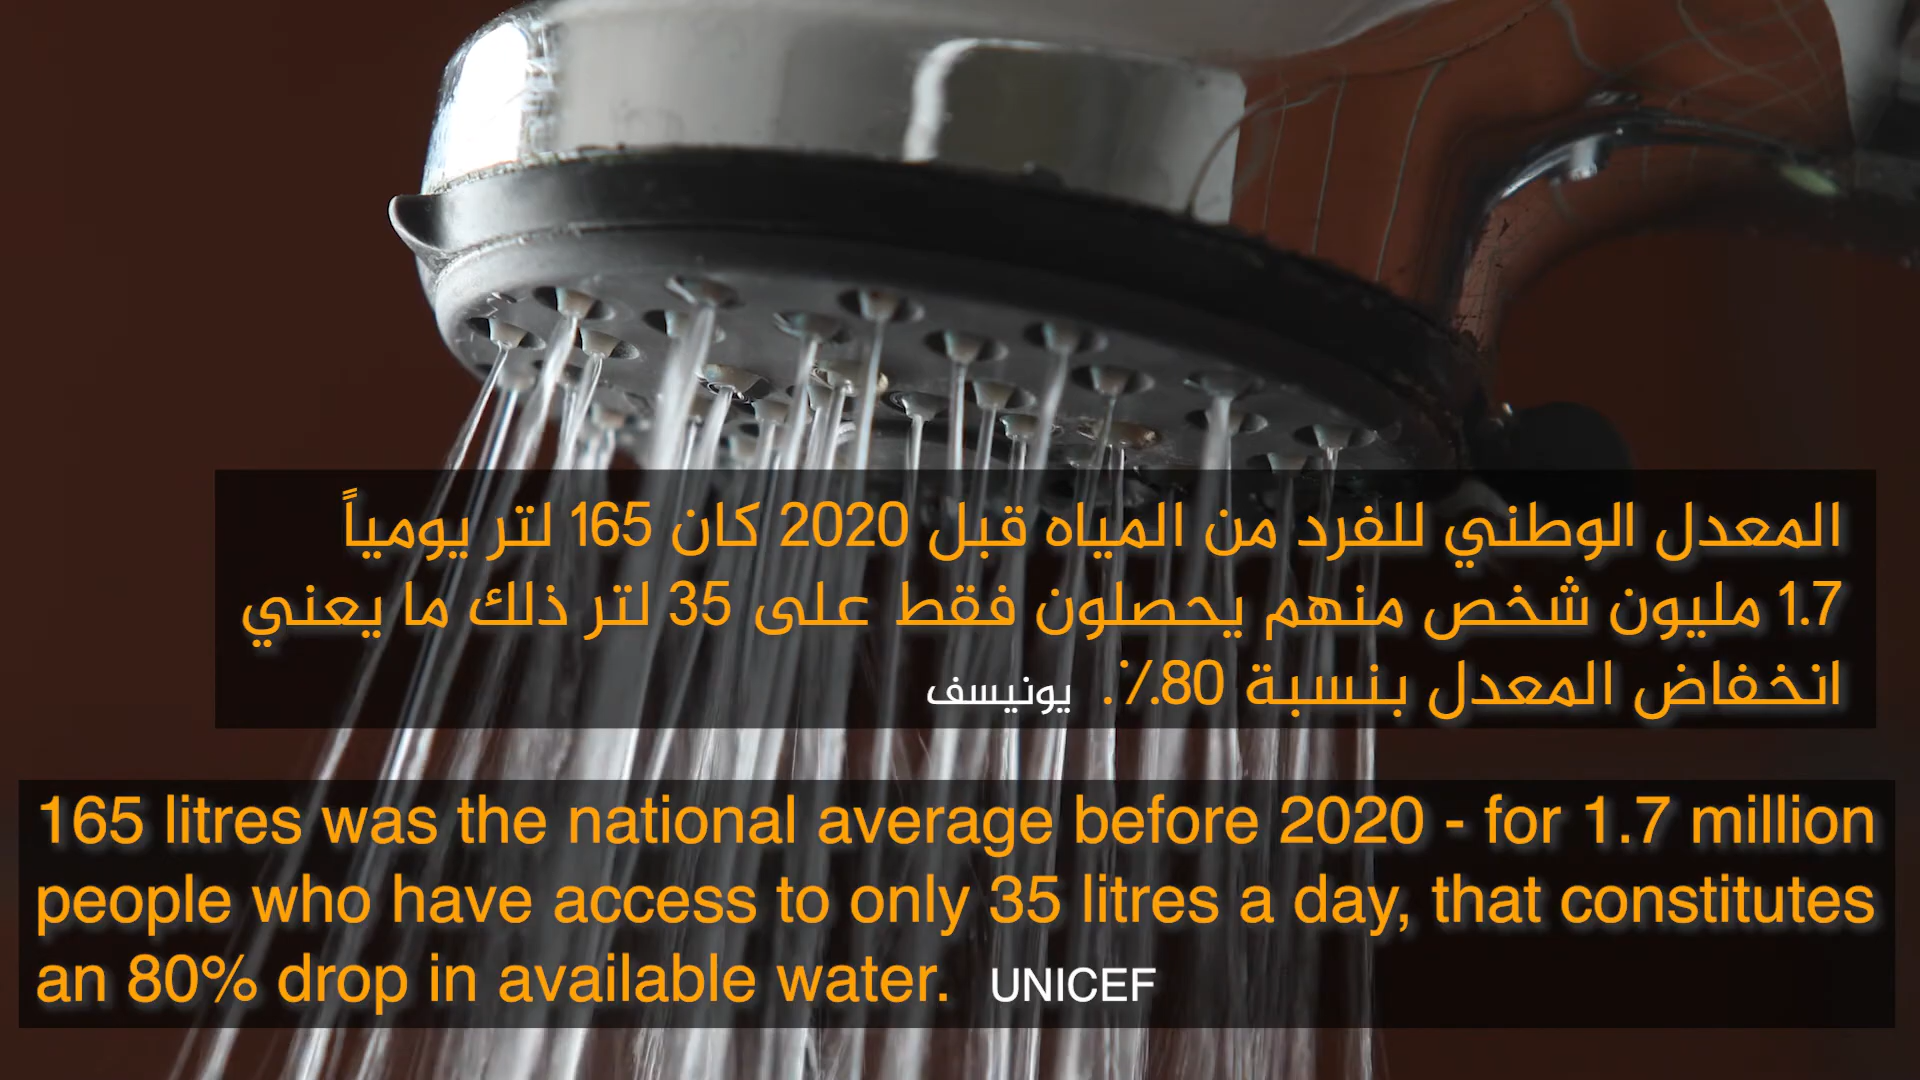 المعدل الوطني للفرد من المياه قبل 2020 كان 165 لتر يومياً
1.7 مليون شخص منهم يحصلون فقط على 35 لتر ذلك ما يعني
انخفاض المعدل بنسبة 80٪. يونيسف
165 litres was the national average before 2020 - for 1.7 million
people who have access to only 35 litres a day, that constitutes
an 80% drop in available water. UNICEF